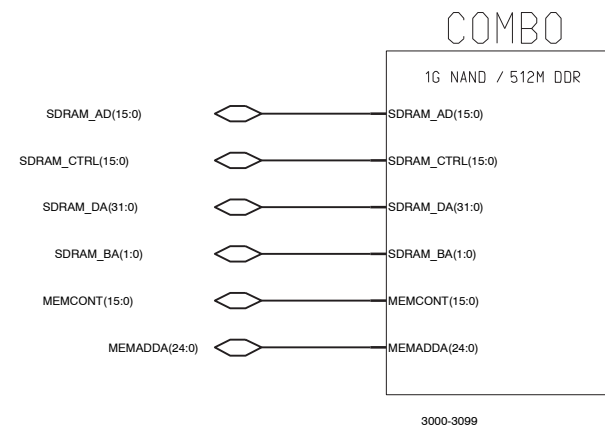 COMBO
1G NAND / 512M DDR
SDRAM_AD(15:0) SDRAM_AD(15:0)
SDRAM_CTRL(15:0) SDRAM_CTRL(15:0)
SDRAM_DA(31:0) SDRAM_DA(31:0)
SDRAM_BA(1:0) SDRAM_BA(1:0)
MEMCONT(15:0) MEMCONT(15:0)
MEMADDA(24:0) MEMADDA(24:0)
3000-3099